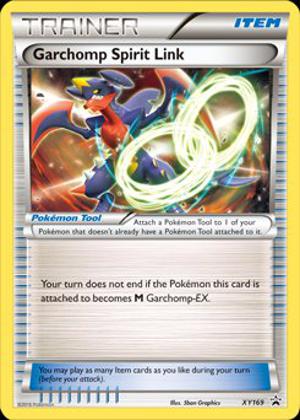 TRAINER
ITEM
Garchomp Spirit Link
Pokémon Tool
Attach a Pokémon Tool to 1 of your
Pokémon that doesn't already have a Pokémon Tool attached to it.
Your turn does not end if the Pokémon this card is
attached to becomes M Garchomp-EX.
You may play as many Item cards as you like during your turn
(before your attack).
©2016 Pokémon
Illus. 5ban Graphics
XY169